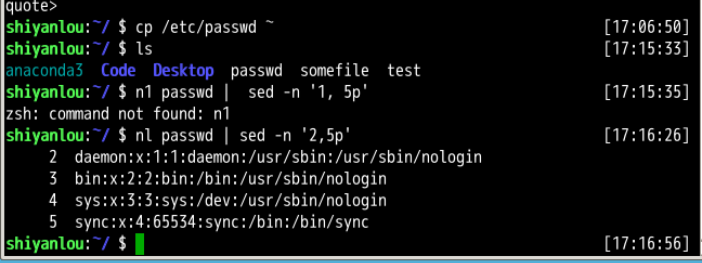 quote>
shiyanlou:~/ $ cp /etc/passwd ~ [17:06:50]
shiyanlou:~/ $ ls [17:15:33]
anaconda3 Code Desktop passwd somefile test
shiyanlou:~/ $ n1 passwd | sed -n '1, 5p' [17:15:35]
zsh: command not found: n1
shiyanlou:~/ $ nl passwd | sed -n '2,5p' [17:16:26]
2 daemon:x:1:1:daemon:/usr/sbin:/usr/sbin/nologin
3 bin:x:2:2:bin:/bin:/usr/sbin/nologin
4 sys:x:3:3:sys:/dev:/usr/sbin/nologin
5 sync:x:4:65534:sync:/bin:/bin/sync
shiyanlou:~/ $ [17:16:56]